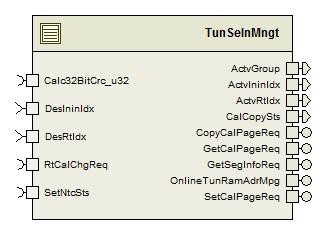 TunSelnMngt
Calc32BitCrc_u32
DesIninIdx
DesRtIdx
RtCalChgReq
SetNtcSts
ActvGroup
ActvIninIdx
ActvRtIdx
CalCopySts
CopyCalPageReq
GetCalPageReq
GetSegInfoReq
OnlineTunRamAdrMpg
SetCalPageReq